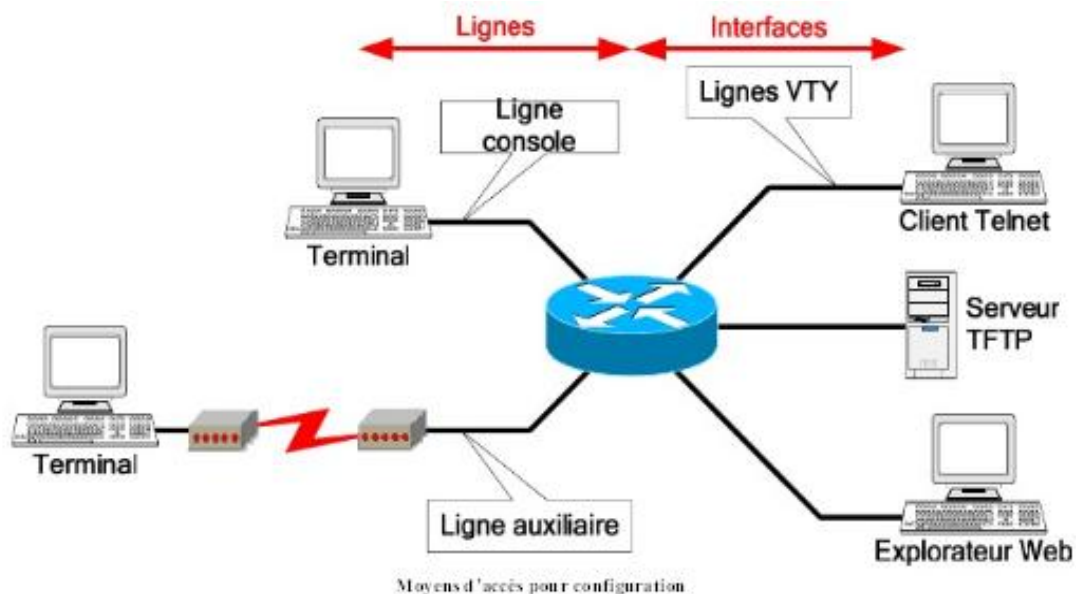 Lignes
Interfaces
Ligne
console
Lignes VTY
Terminal
Client Telnet
Serveur
TFTP
Terminal
Ligne auxiliaire
Explorateur Web
Moyens d'accés pour configuration